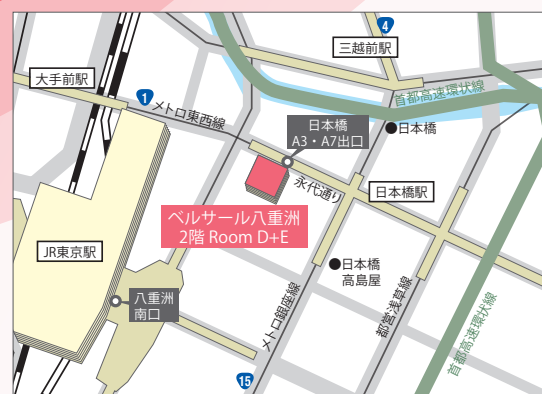 4
三越前駅
大手前駅
1
メトロ東西線
首都高速環状線
日本橋
A3・A7出口
日本橋
永代通り
日本橋駅
ベルサール八重洲
2階 Room D+E
JR東京駅
日本橋
高島屋
八重洲
南口
メトロ銀座線
都営浅草線
首都高速環状線
15